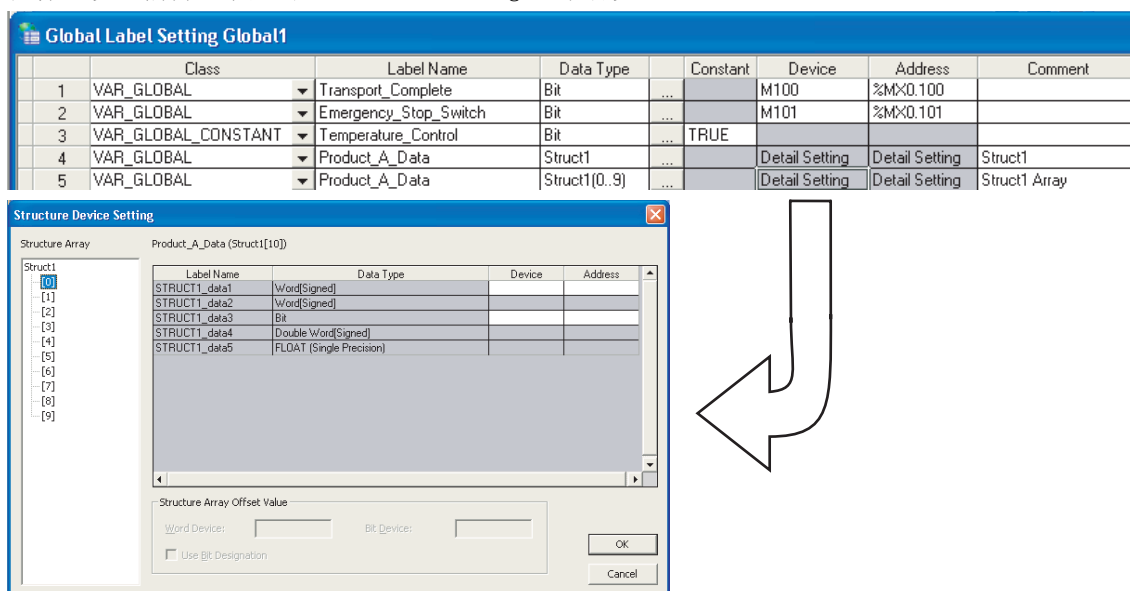 Global Label Setting Global1
Class Label Name Data Type Constant Device Address Comment
1 VAR_GLOBAL Transport_Complete Bit ... M100 %MX0.100
2 VAR_GLOBAL Emergency_Stop_Switch Bit ... M101 %MX0.101
3 VAR_GLOBAL_CONSTANT Temperature_Control Bit ... TRUE
4 VAR_GLOBAL Product_A_Data Struct1 ... Detail Setting Detail Setting Struct1
5 VAR_GLOBAL Product_A_Data Struct1(0..9) ... Detail Setting Detail Setting Struct1 Array
Structure Device Setting
Structure Array Product_A_Data (Struct1[10])
Struct1
[0]
[1]
[2]
[3]
[4]
[5]
[6]
[7]
[8]
[9]
Label Name Data Type Device Address
STRUCT1_data1 Word[Signed]
STRUCT1_data2 Word[Signed]
STRUCT1_data3 Bit
STRUCT1_data4 Double Word[Signed]
STRUCT1_data5 FLOAT (Single Precision)
Structure Array Offset Value
Word Device: Bit Device:
Use Bit Designation
OK
Cancel